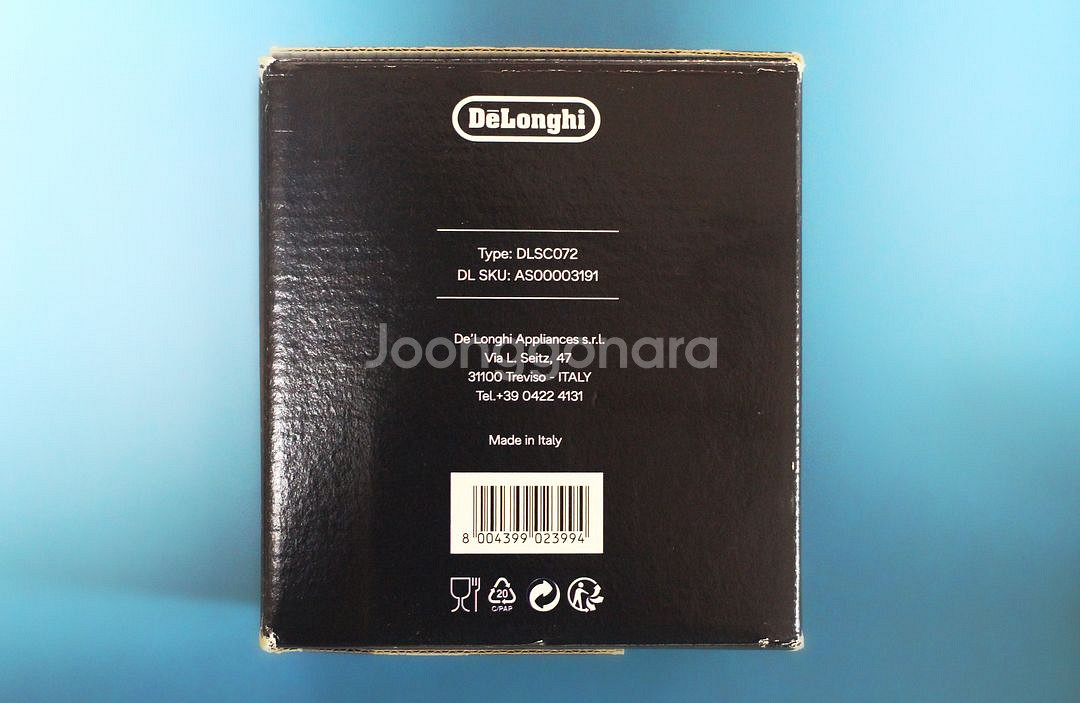 DēLonghi
Type: DLSC072
DL SKU: AS00003191
De'Longhi Appliances s.r.l.
Via L. Seitz, 47
31100 Treviso - ITALY
Tel.+39 0422 4131
Joonggonara
Made in Italy
8 004399 023994
20
C/PAP